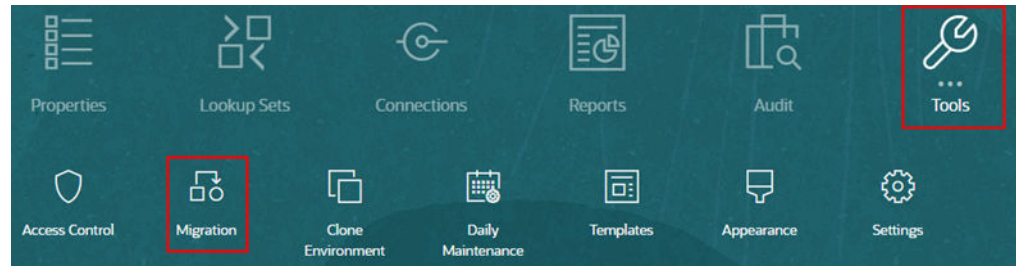 Properties
Lookup Sets
Connections
Reports
Audit
Tools
Access Control
Migration
Clone
Environment
Daily
Maintenance
Templates
Appearance
Settings